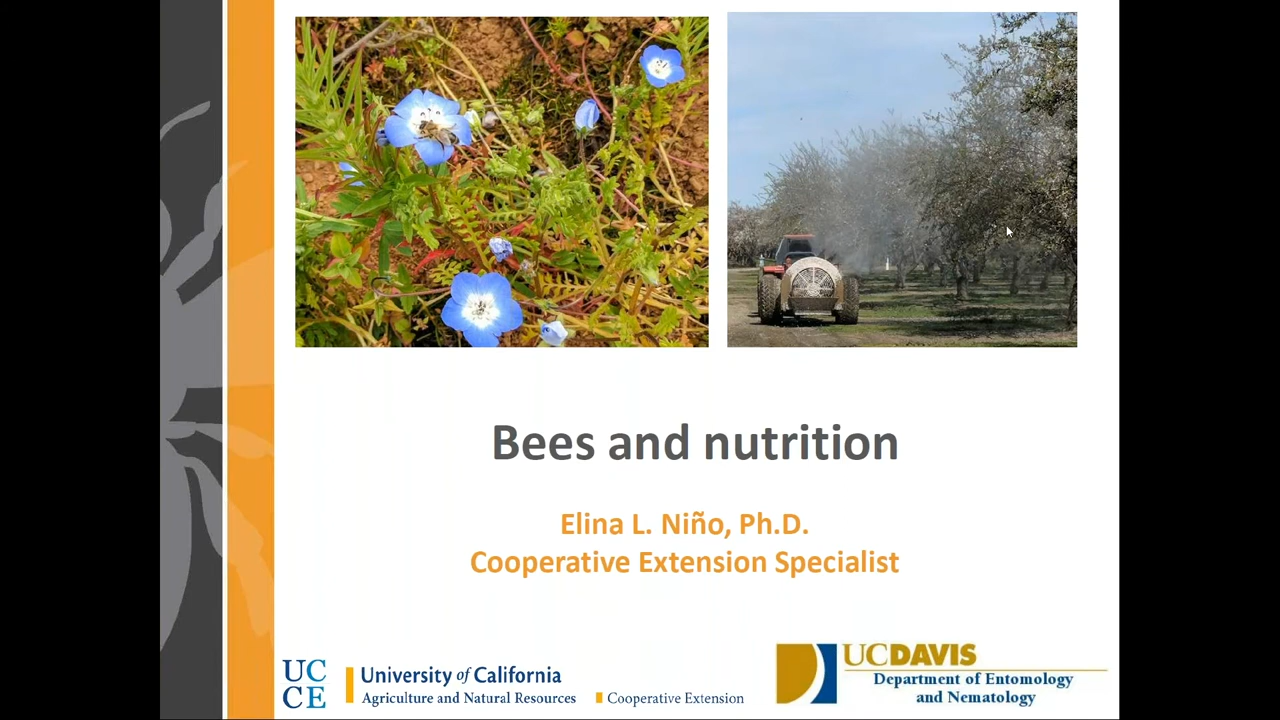 Bees and nutrition
Elina L. Niño, Ph.D.
Cooperative Extension Specialist
UC
CE
University of California
Agriculture and Natural Resources
Cooperative Extension
UCDAVIS
Department of Entomology
and Nematology